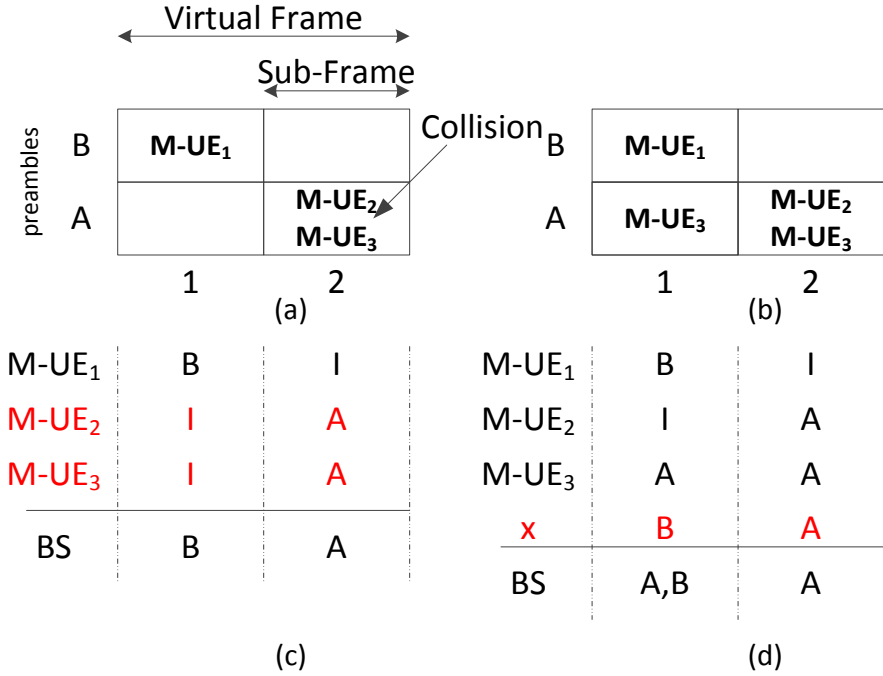 Virtual Frame
Sub-Frame
Collision
preambles
B
M-UE₁
A
M-UE₂
M-UE₃
1
2
(a)
B
M-UE₁
A
M-UE₃
M-UE₂
M-UE₃
1
2
(b)
M-UE₁ B I
M-UE₂ I A
M-UE₃ I A
BS B A
(c)
M-UE₁ B I
M-UE₂ I A
M-UE₃ A A
x B A
BS A,B A
(d)